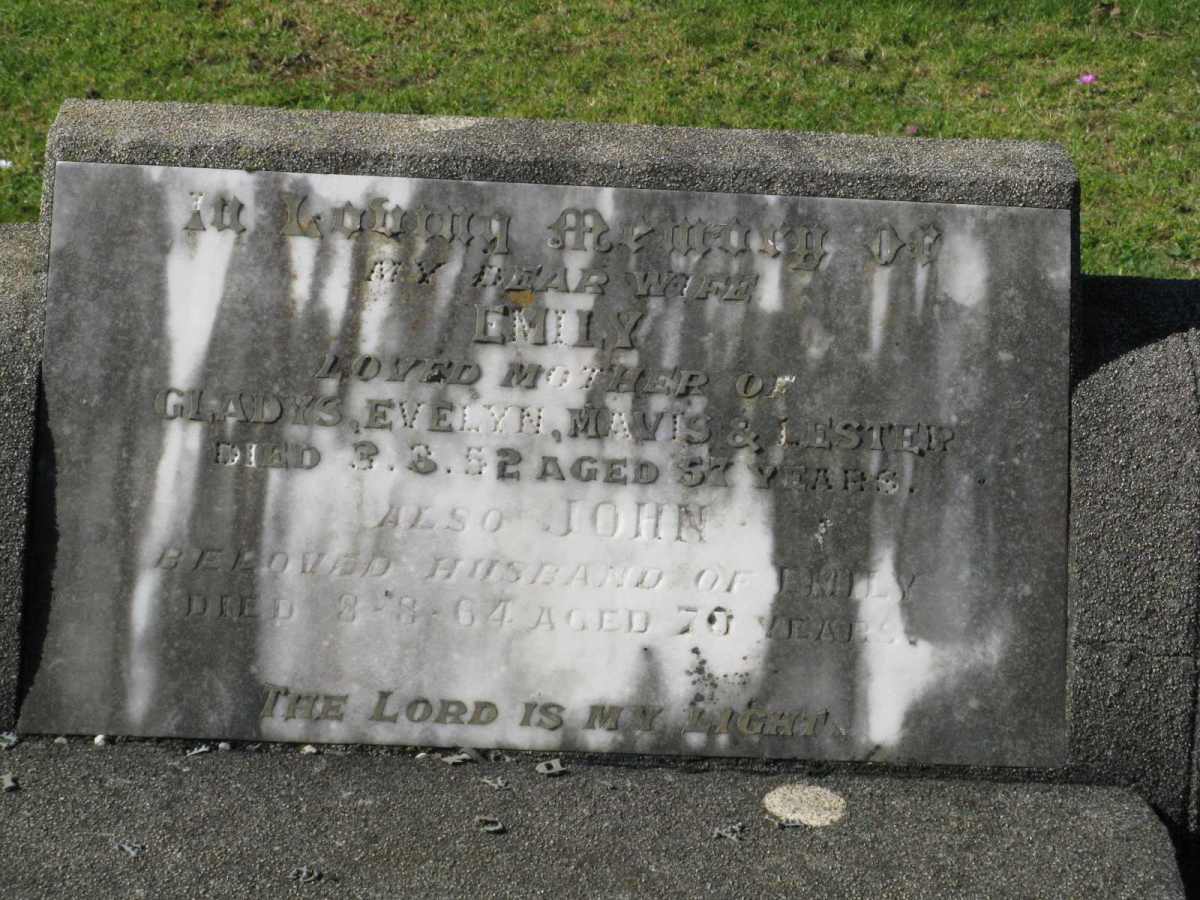 In Loving Memory Of
MY DEAR WIFE
EMILY
LOVED MOTHER OF
GLADYS, EVELYN, MAVIS & LESTER
DIED 3.8.52 AGED 57 YEARS.
ALSO JOHN
BELOVED HUSBAND OF EMILY
DIED 8-8-64 AGED 70 YEARS.
THE LORD IS MY LIGHT.